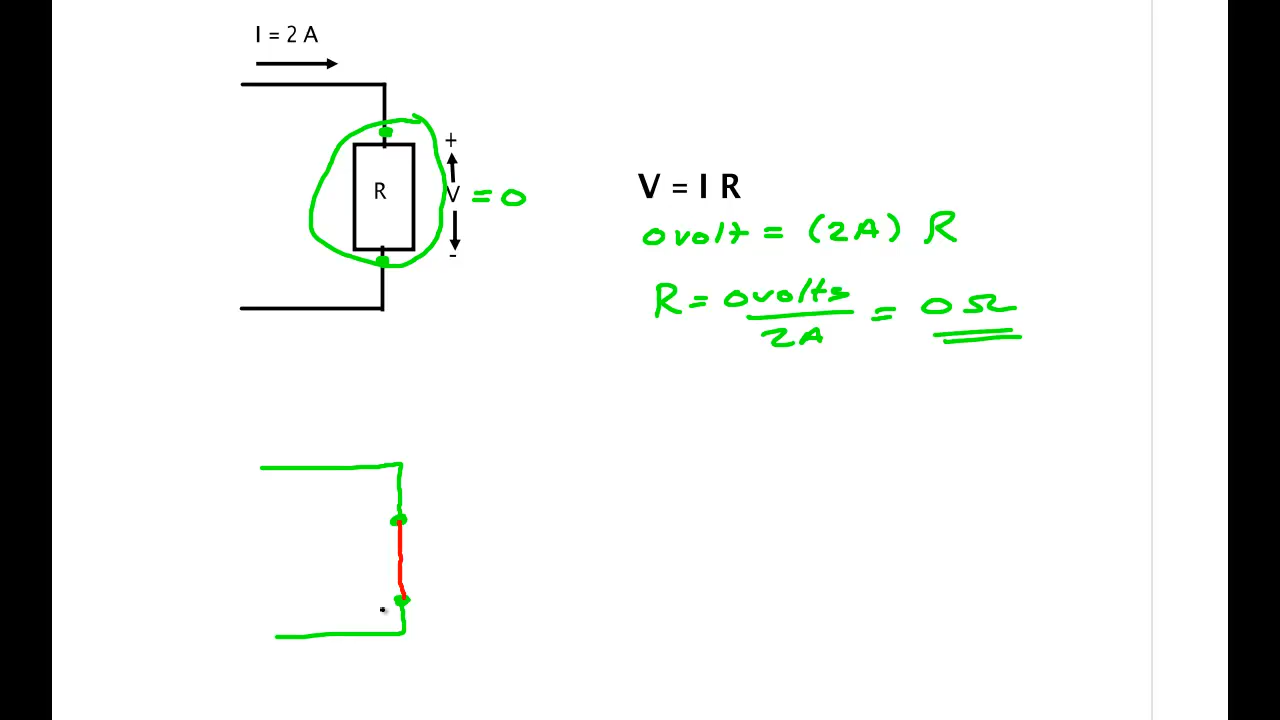 I = 2 A
+
R
V = 0
-
V = I R
0 volt = (2A) R
R = 0 volts / 2A = 0 Ω